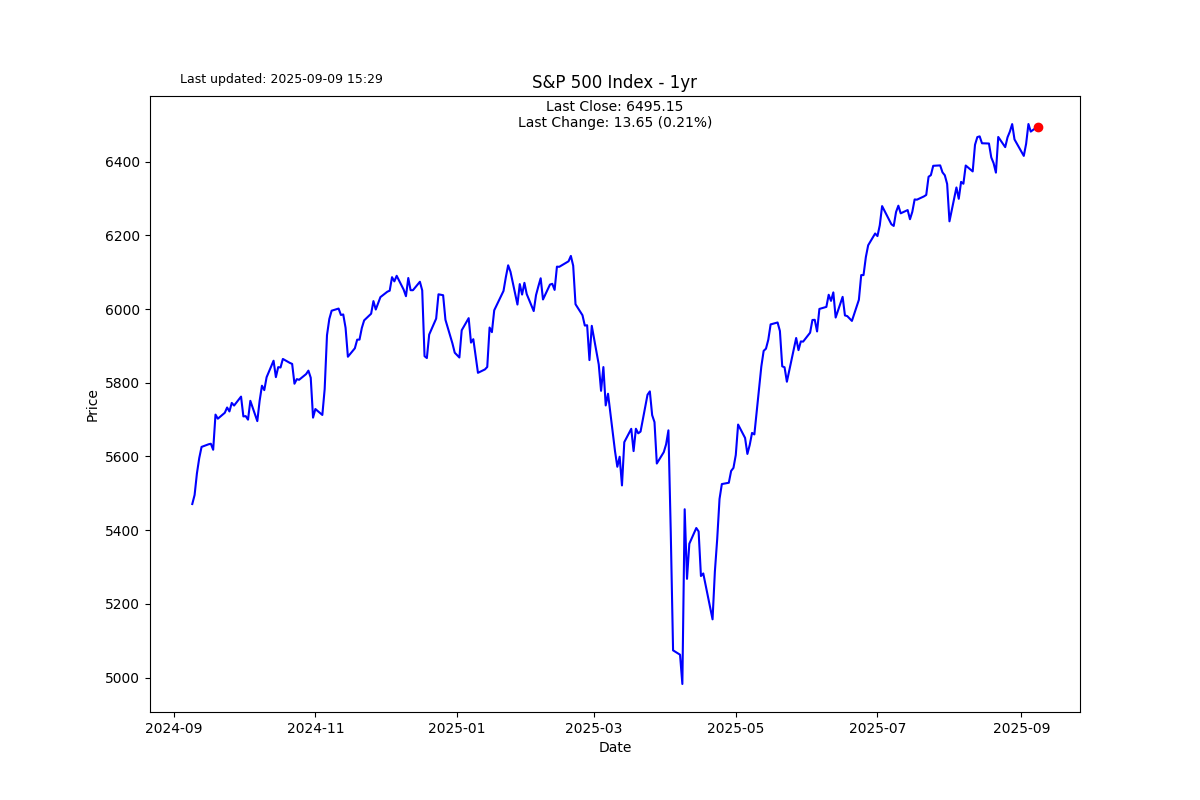 Last updated: 2025-09-09 15:29
S&P 500 Index - 1yr
Last Close: 6495.15
Last Change: 13.65 (0.21%)
Price
6400
6200
6000
5800
5600
5400
5200
5000
2024-09 2024-11 2025-01 2025-03 2025-05 2025-07 2025-09
Date